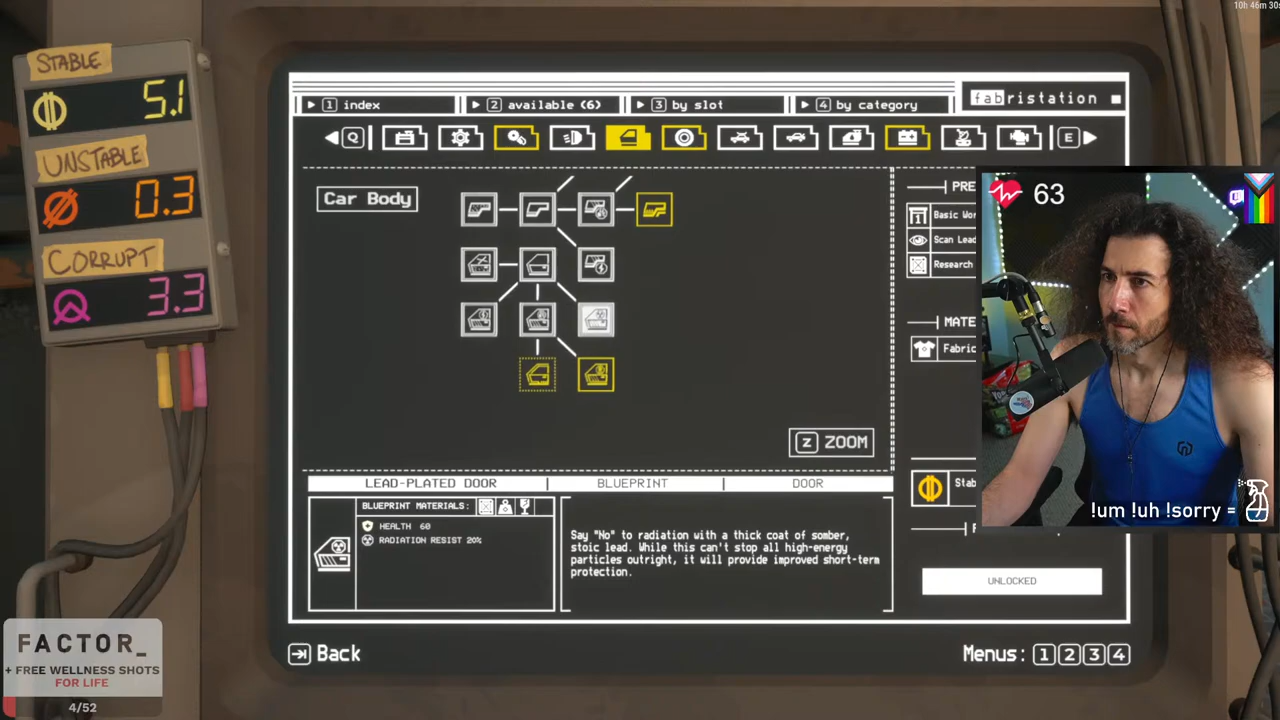 10h 46m 30s
STABLE
5.1
UNSTABLE
0.3
CORRUPT
3.3
1 index
2 available (6)
3 by slot
4 by category
fabristation
Q
E
Car Body
Z ZOOM
PRE
Basic Wor
Scan Lead
Research
MATE
Fabric
Stab
UNLOCKED
LEAD-PLATED DOOR
BLUEPRINT
DOOR
BLUEPRINT MATERIALS:
HEALTH 60
RADIATION RESIST 20%
Say "No" to radiation with a thick coat of somber,
stoic lead. While this can't stop all high-energy
particles outright, it will provide improved short-term
protection.
Back
Menus: 1 2 3 4
63
!um !uh !sorry =
FACTOR_
+ FREE WELLNESS SHOTS
FOR LIFE
4/52